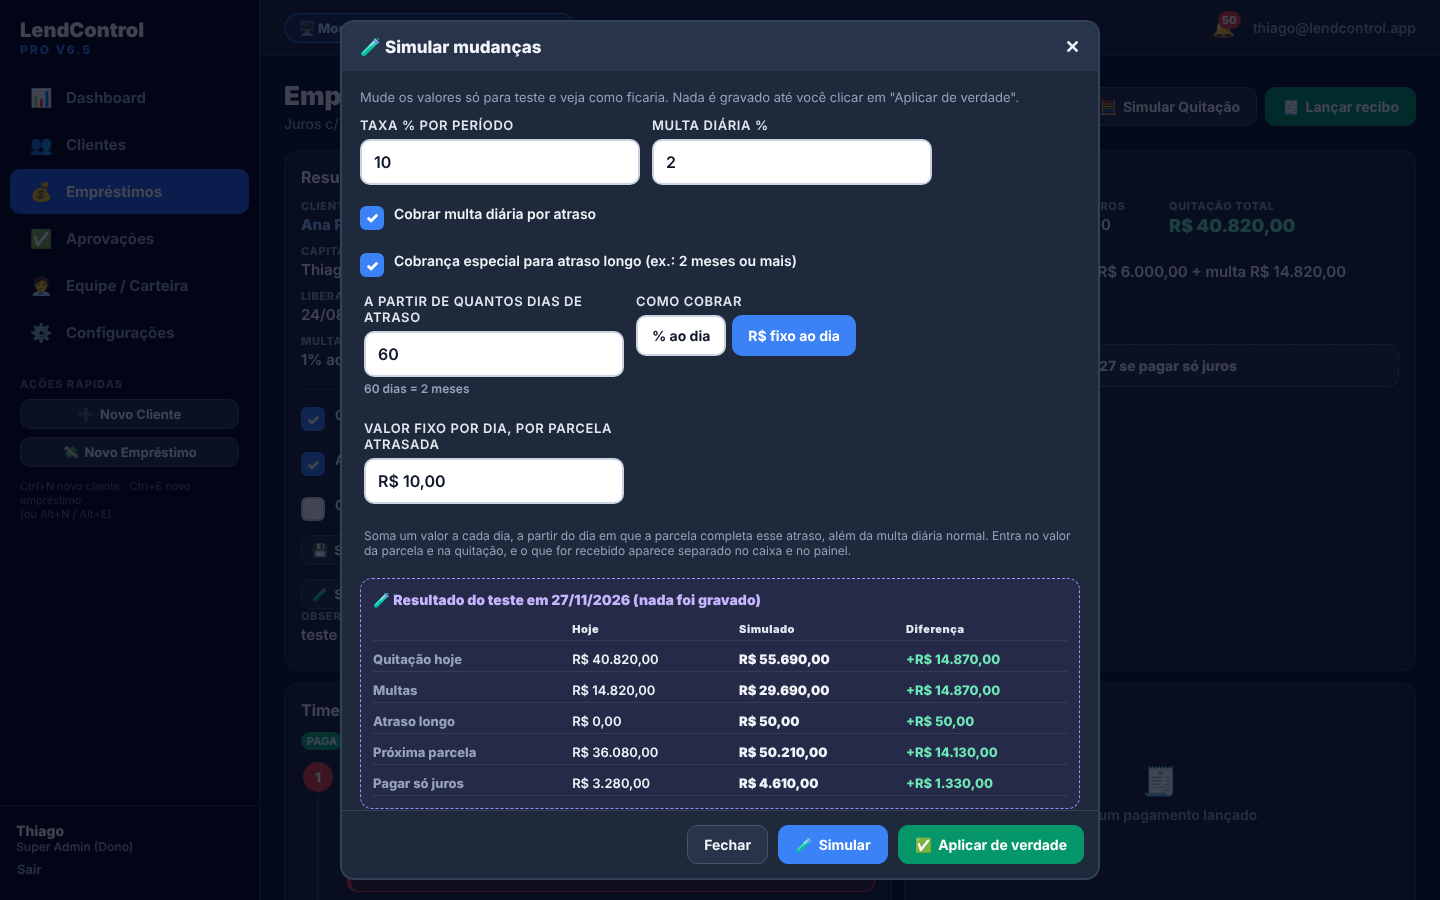 LendControl
PRO V6.5
Dashboard
Clientes
Empréstimos
Aprovações
Equipe / Carteira
Configurações
AÇÕES RÁPIDAS
Novo Cliente
Novo Empréstimo
Ctrl+N novo cliente · Ctrl+E novo
empréstimo
(ou Alt+N / Alt+E)
Thiago
Super Admin (Dono)
Sair
50
thiago@lendcontrol.app
Simular Quitação
Lançar recibo
Juros c/
QUITAÇÃO TOTAL
R$ 40.820,00
R$ 6.000,00 + multa R$ 14.820,00
27 se pagar só juros
1% ao
teste
PAGA
1
um pagamento lançado
Simular mudanças
Mude os valores só para teste e veja como ficaria. Nada é gravado até você clicar em "Aplicar de verdade".
TAXA % POR PERÍODO
MULTA DIÁRIA %
10
2
Cobrar multa diária por atraso
Cobrança especial para atraso longo (ex.: 2 meses ou mais)
A PARTIR DE QUANTOS DIAS DE
ATRASO
COMO COBRAR
60
% ao dia
R$ fixo ao dia
60 dias = 2 meses
VALOR FIXO POR DIA, POR PARCELA
ATRASADA
R$ 10,00
Soma um valor a cada dia, a partir do dia em que a parcela completa esse atraso, além da multa diária normal. Entra no valor
da parcela e na quitação, e o que for recebido aparece separado no caixa e no painel.
Resultado do teste em 27/11/2026 (nada foi gravado)
Hoje Simulado Diferença
Quitação hoje R$ 40.820,00 R$ 55.690,00 +R$ 14.870,00
Multas R$ 14.820,00 R$ 29.690,00 +R$ 14.870,00
Atraso longo R$ 0,00 R$ 50,00 +R$ 50,00
Próxima parcela R$ 36.080,00 R$ 50.210,00 +R$ 14.130,00
Pagar só juros R$ 3.280,00 R$ 4.610,00 +R$ 1.330,00
Fechar
Simular
Aplicar de verdade